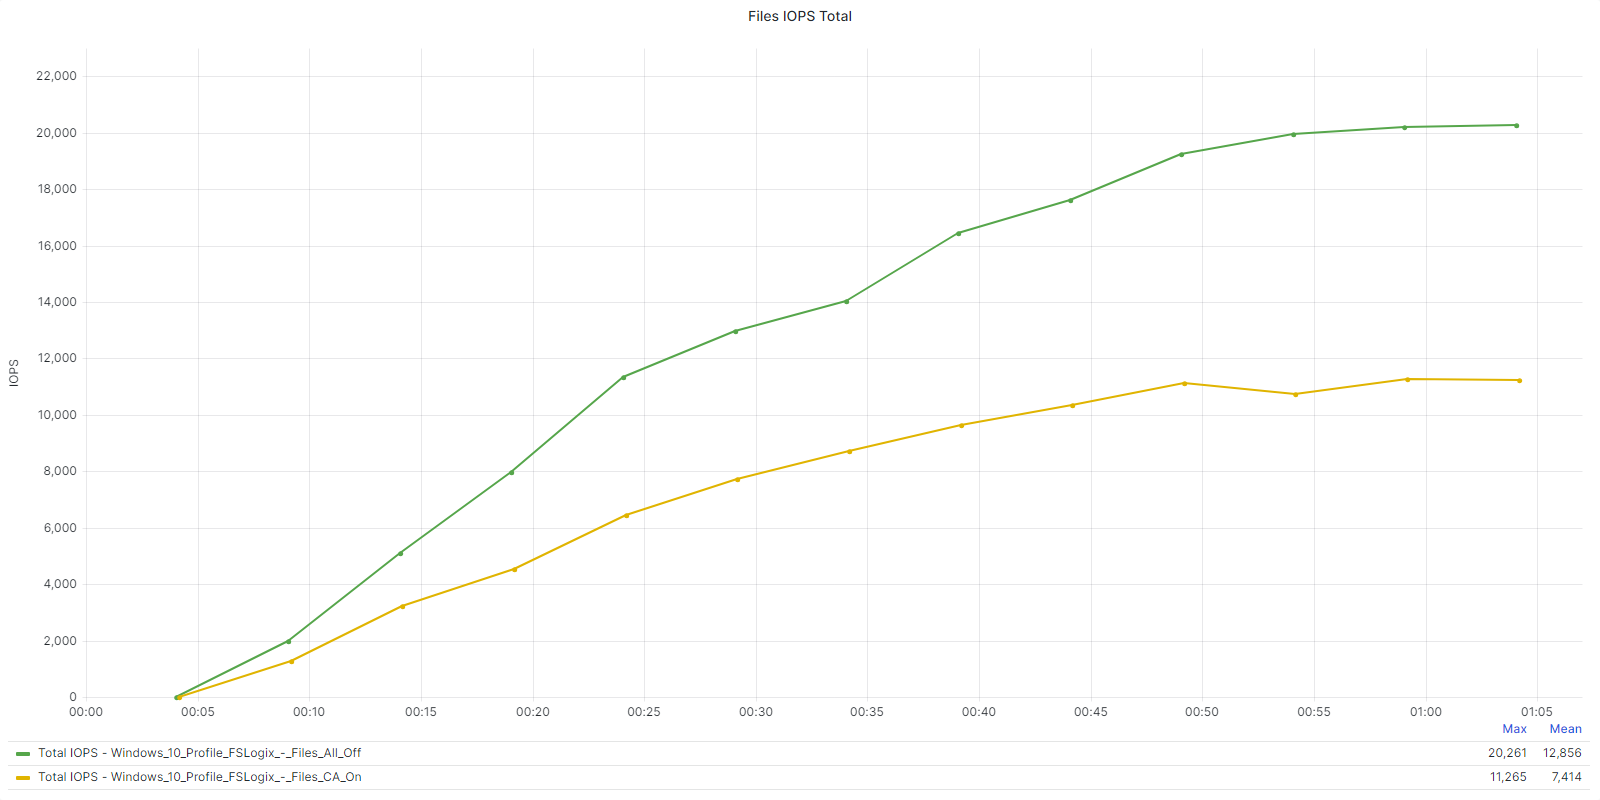 Files IOPS Total
22,000
20,000
18,000
16,000
14,000
12,000
10,000
8,000
6,000
4,000
2,000
0
IOPS
00:00 00:05 00:10 00:15 00:20 00:25 00:30 00:35 00:40 00:45 00:50 00:55 01:00 01:05
Max Mean
Total IOPS - Windows_10_Profile_FSLogix_-_Files_All_Off 20,261 12,856
Total IOPS - Windows_10_Profile_FSLogix_-_Files_CA_On 11,265 7,414